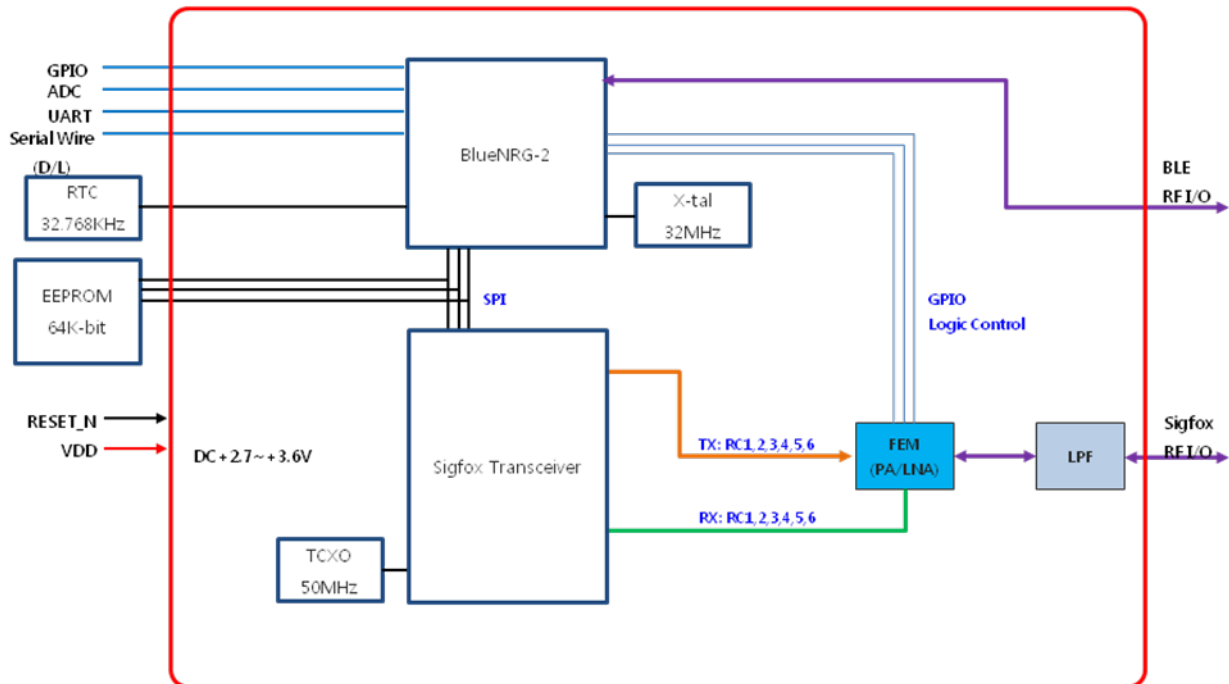 GPIO
ADC
UART
Serial Wire
(D/L)
RTC
32.768KHz
EEPROM
64K-bit
RESET_N
VDD
BlueNRG-2
X-tal
32MHz
SPI
GPIO
Logic Control
BLE
RF I/O
DC + 2.7 ~ + 3.6V
Sigfox Transceiver
TCXO
50MHz
TX: RC1,2,3,4,5,6
RX: RC1,2,3,4,5,6
FEM
(PA/LNA)
LPF
Sigfox
RF I/O